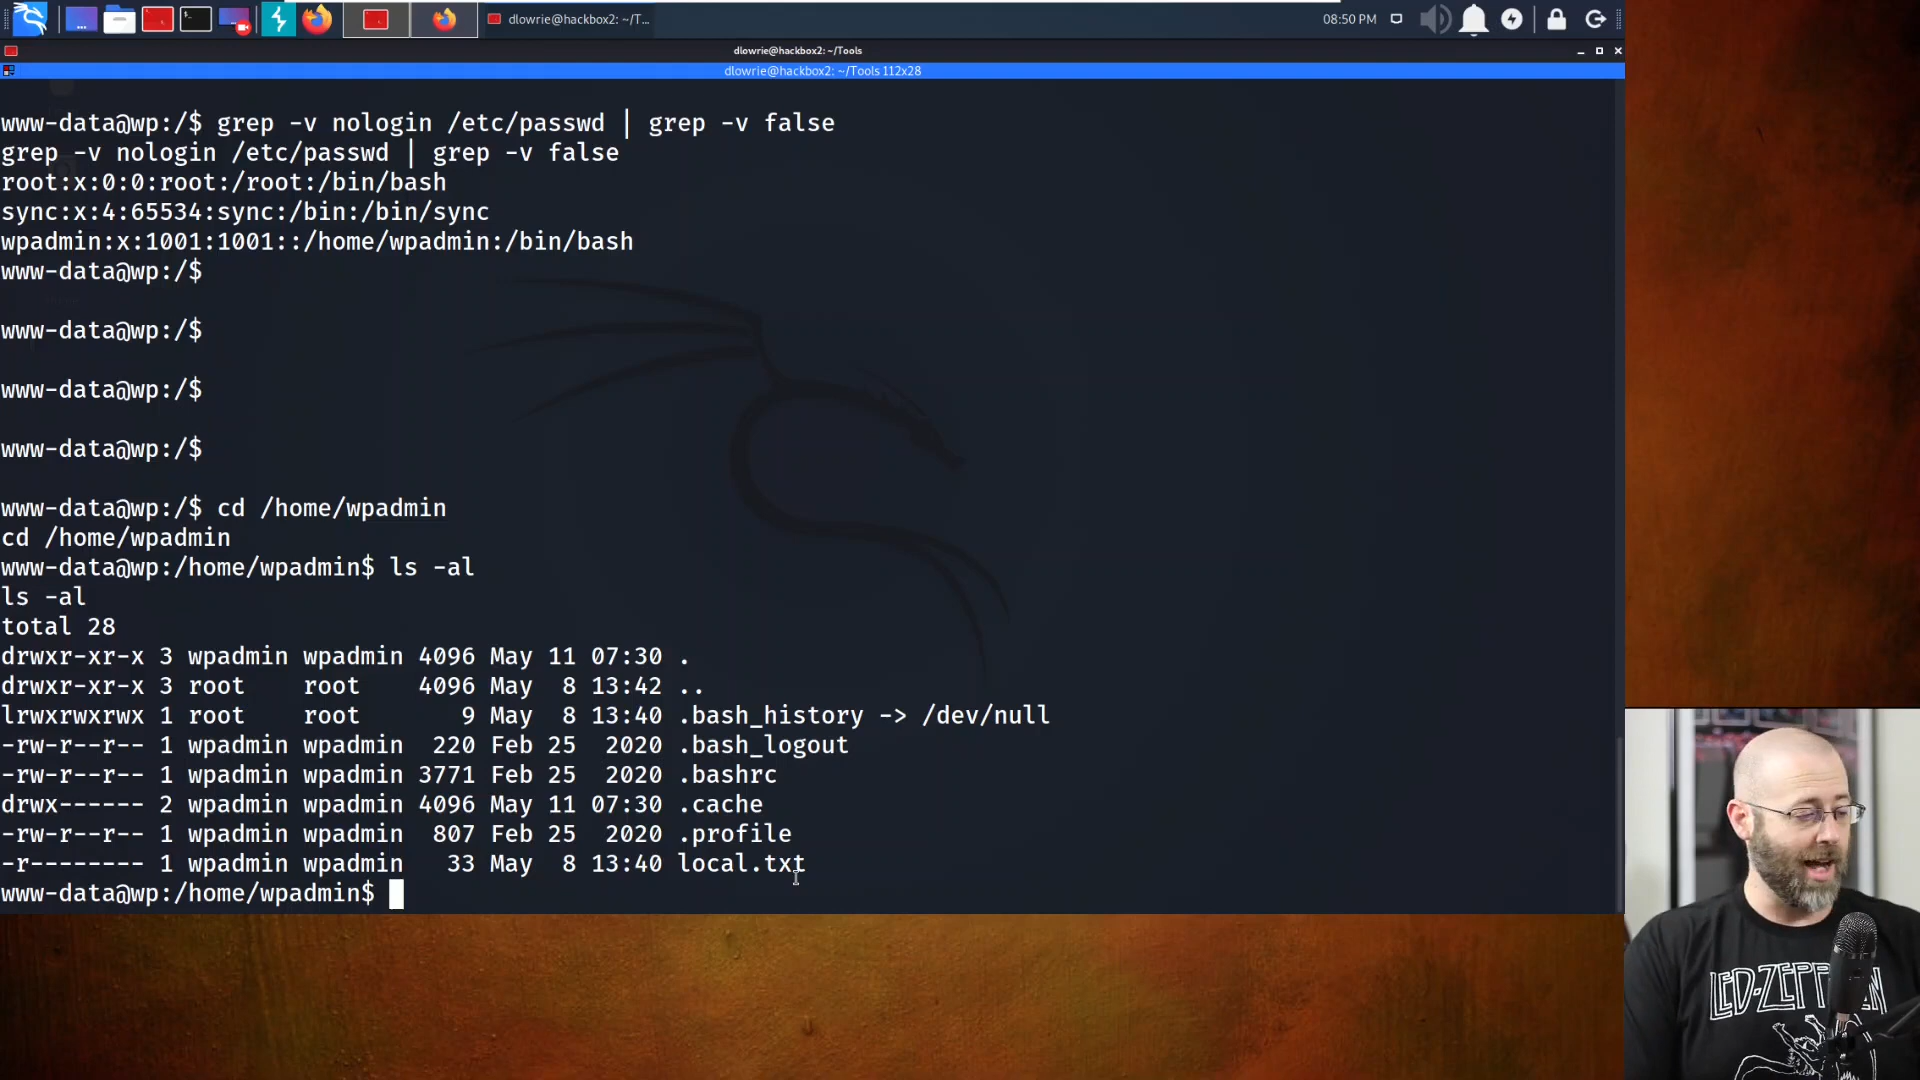 dlowrie@hackbox2: ~/T...
08:50 PM
dlowrie@hackbox2: ~/Tools
dlowrie@hackbox2: ~/Tools 112x28
www-data@wp:/$ grep -v nologin /etc/passwd | grep -v false
grep -v nologin /etc/passwd | grep -v false
root:x:0:0:root:/root:/bin/bash
sync:x:4:65534:sync:/bin:/bin/sync
wpadmin:x:1001:1001::/home/wpadmin:/bin/bash
www-data@wp:/$
www-data@wp:/$
www-data@wp:/$
www-data@wp:/$
www-data@wp:/$ cd /home/wpadmin
cd /home/wpadmin
www-data@wp:/home/wpadmin$ ls -al
ls -al
total 28
drwxr-xr-x 3 wpadmin wpadmin 4096 May 11 07:30 .
drwxr-xr-x 3 root    root    4096 May  8 13:42 ..
lrwxrwxrwx 1 root    root       9 May  8 13:40 .bash_history -> /dev/null
-rw-r--r-- 1 wpadmin wpadmin  220 Feb 25  2020 .bash_logout
-rw-r--r-- 1 wpadmin wpadmin 3771 Feb 25  2020 .bashrc
drwx------ 2 wpadmin wpadmin 4096 May 11 07:30 .cache
-rw-r--r-- 1 wpadmin wpadmin  807 Feb 25  2020 .profile
-r-------- 1 wpadmin wpadmin   33 May  8 13:40 local.txt
www-data@wp:/home/wpadmin$